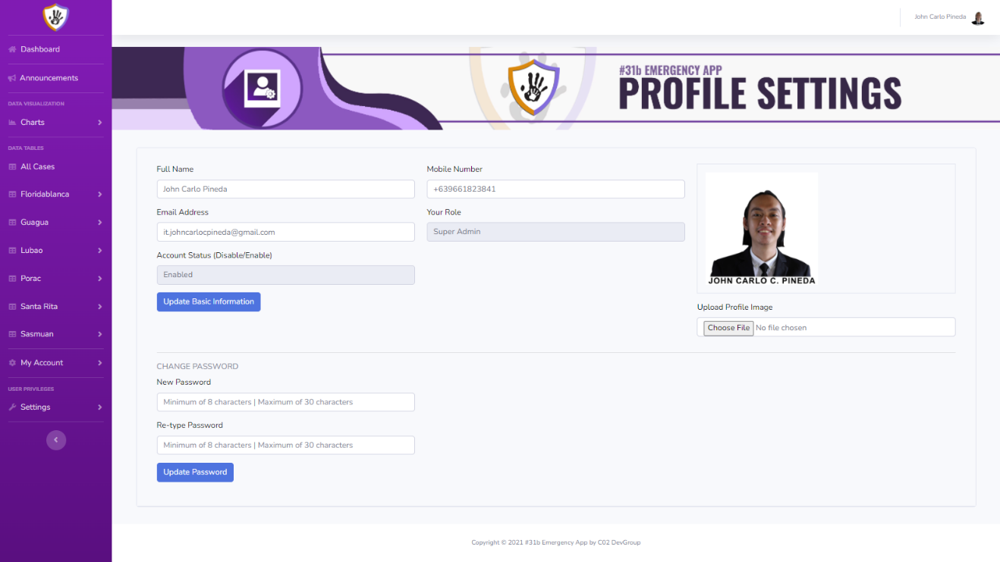 John Carlo Pineda
Dashboard
Announcements
DATA VISUALIZATION
Charts
DATA TABLES
All Cases
Floridablanca
Guagua
Lubao
Porac
Santa Rita
Sasmuan
My Account
USER PRIVILEGES
Settings
#31b EMERGENCY APP
PROFILE SETTINGS
Full Name
John Carlo Pineda
Mobile Number
+639661823841
Email Address
it.johncarlocpineda@gmail.com
Your Role
Super Admin
Account Status (Disable/Enable)
Enabled
Update Basic Information
JOHN CARLO C. PINEDA
Upload Profile Image
Choose File No file chosen
CHANGE PASSWORD
New Password
Minimum of 8 characters | Maximum of 30 characters
Re-type Password
Minimum of 8 characters | Maximum of 30 characters
Update Password
Copyright © 2021 #31b Emergency App by C02 DevGroup